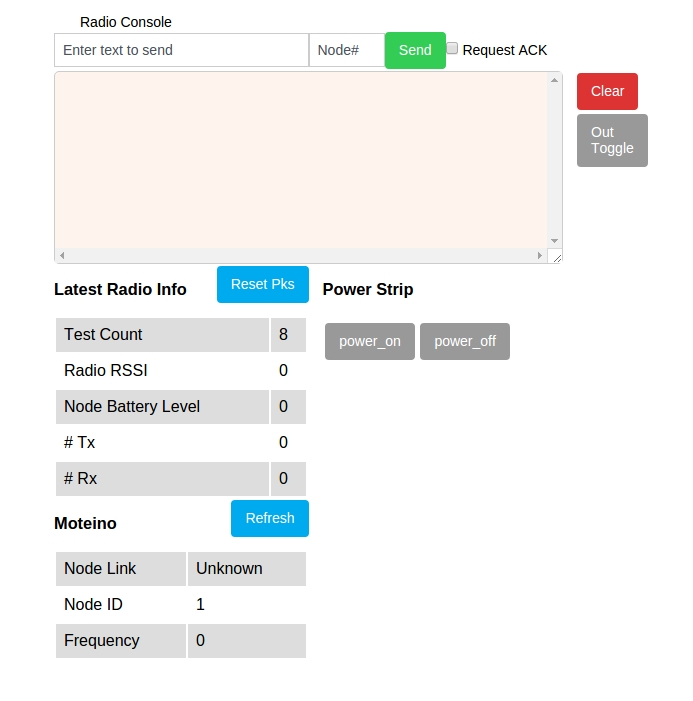 Radio Console
Enter text to send Node# Send Request ACK
Clear
Out
Toggle
Latest Radio Info Reset Pks Power Strip
Test Count 8 power_on power_off
Radio RSSI 0
Node Battery Level 0
# Tx 0
# Rx 0
Moteino Refresh
Node Link Unknown
Node ID 1
Frequency 0